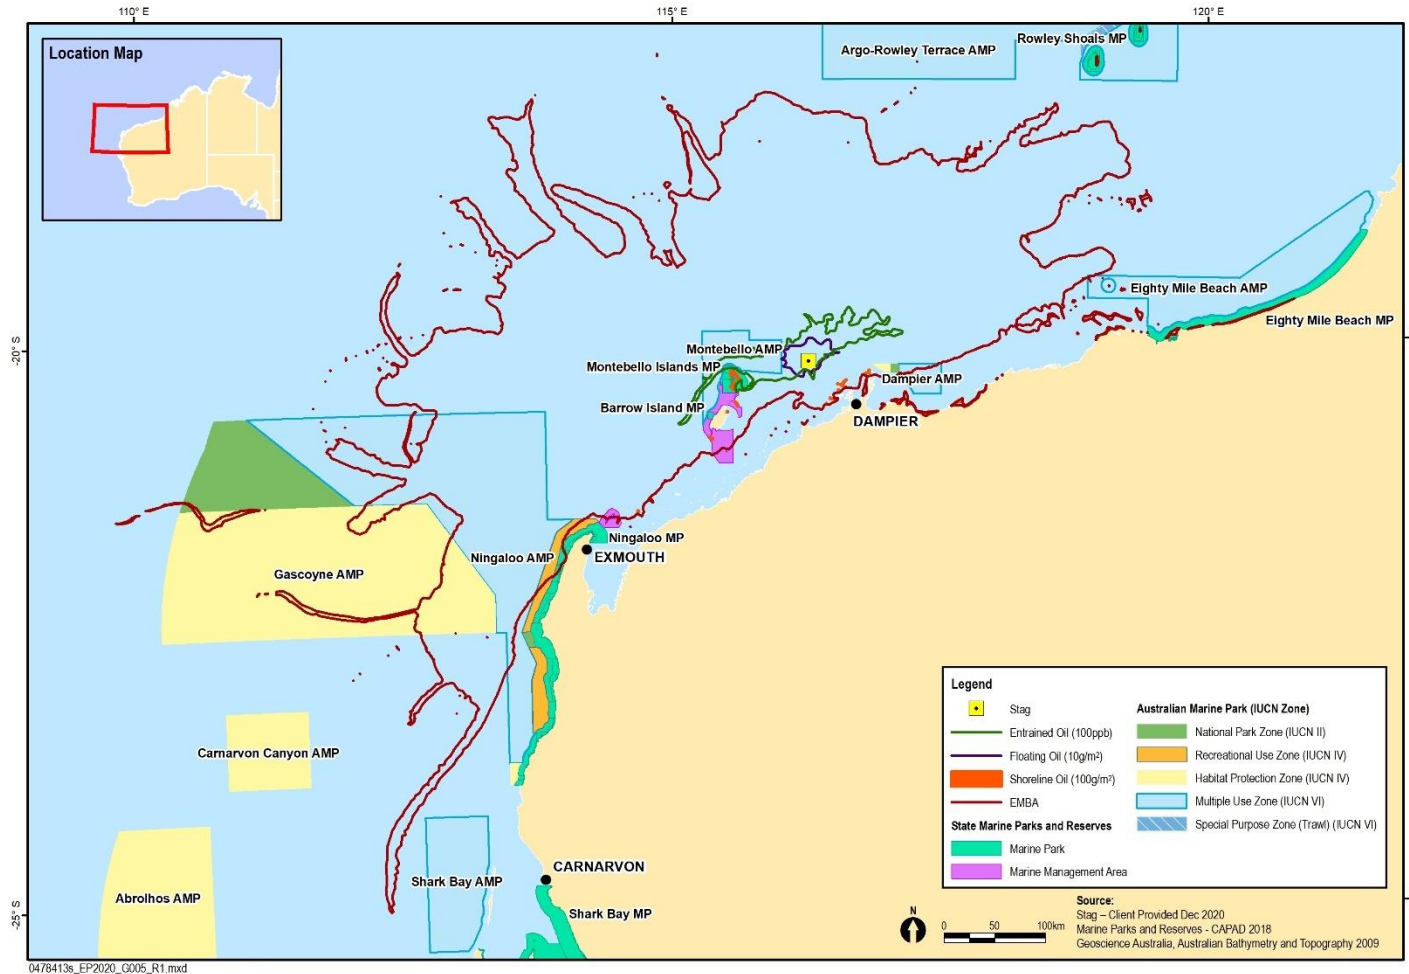 110° E
115° E
120° E
Location Map
Argo-Rowley Terrace AMP
Rowley Shoals MP
Eighty Mile Beach AMP
Eighty Mile Beach MP
-20° S
Montebello AMP
Montebello Islands MP
Dampier AMP
Barrow Island MP
DAMPIER
Ningaloo MP
Ningaloo AMP
EXMOUTH
Gascoyne AMP
Carnarvon Canyon AMP
CARNARVON
Shark Bay AMP
Abrolhos AMP
Shark Bay MP
-25° S
Legend
Stag
Entrained Oil (100ppb)
Floating Oil (10g/m²)
Shoreline Oil (100g/m²)
EMBA
State Marine Parks and Reserves
Marine Park
Marine Management Area
Australian Marine Park (IUCN Zone)
National Park Zone (IUCN II)
Recreational Use Zone (IUCN IV)
Habitat Protection Zone (IUCN IV)
Multiple Use Zone (IUCN VI)
Special Purpose Zone (Trawl) (IUCN VI)
N
0 50 100km
Source:
Stag – Client Provided Dec 2020
Marine Parks and Reserves - CAPAD 2018
Geoscience Australia, Australian Bathymetry and Topography 2009
0478413s_EP2020_G005_R1.mxd